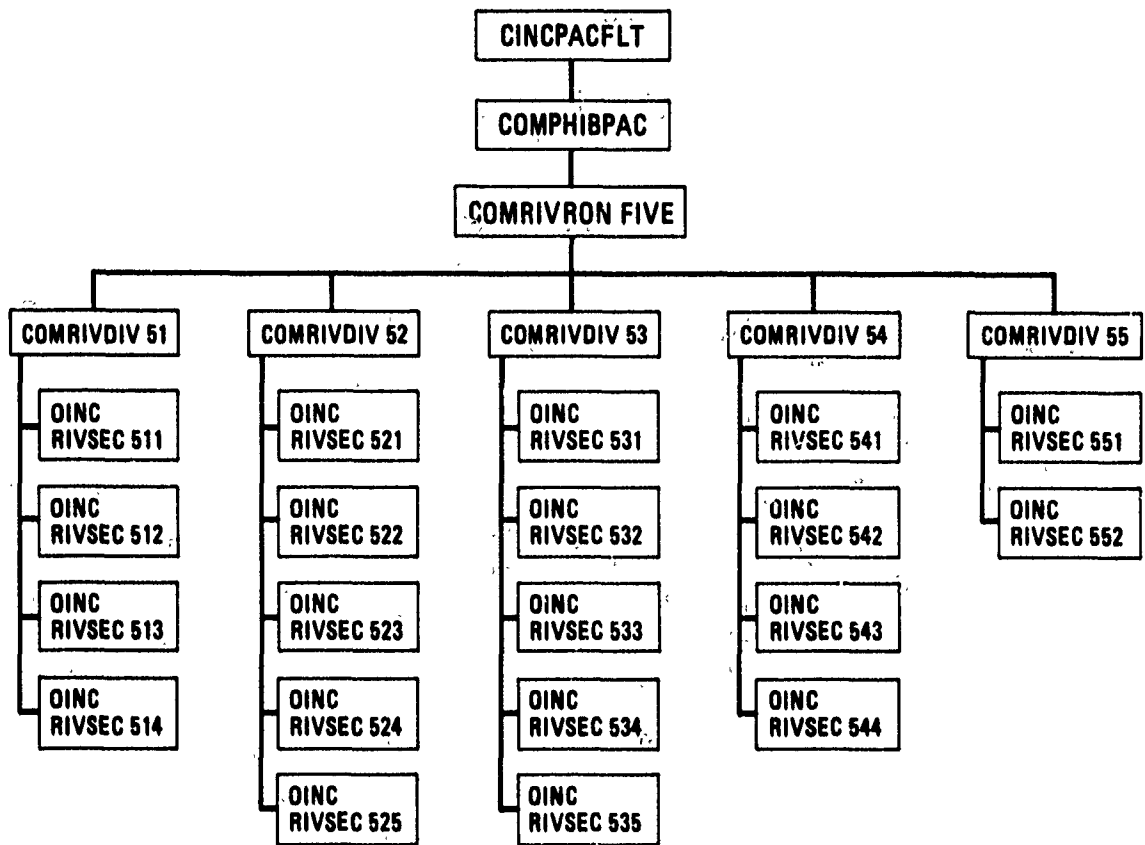 CINCPACFLT
COMPHIBPAC
COMRIVRON FIVE
COMRIVDIV 51
OINC
RIVSEC 511
OINC
RIVSEC 512
OINC
RIVSEC 513
OINC
RIVSEC 514
COMRIVDIV 52
OINC
RIVSEC 521
OINC
RIVSEC 522
OINC
RIVSEC 523
OINC
RIVSEC 524
OINC
RIVSEC 525
COMRIVDIV 53
OINC
RIVSEC 531
OINC
RIVSEC 532
OINC
RIVSEC 533
OINC
RIVSEC 534
OINC
RIVSEC 535
COMRIVDIV 54
OINC
RIVSEC 541
OINC
RIVSEC 542
OINC
RIVSEC 543
OINC
RIVSEC 544
COMRIVDIV 55
OINC
RIVSEC 551
OINC
RIVSEC 552